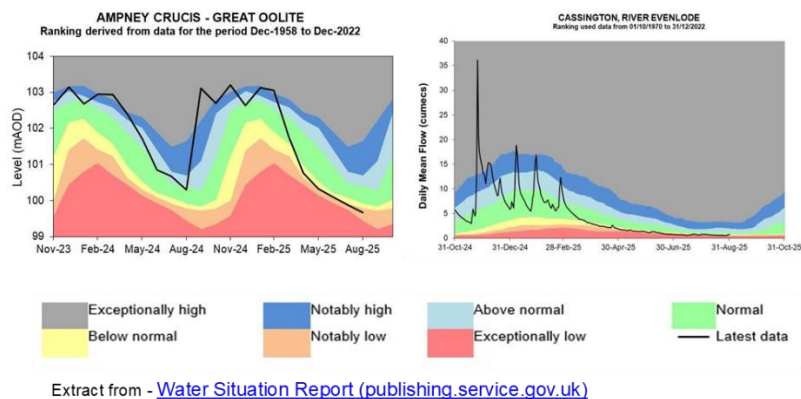 AMPNEY CRUCIS - GREAT OOLITE
Ranking derived from data for the period Dec-1958 to Dec-2022
Level (mAOD)
104
103
102
101
100
99
Nov-23 Feb-24 May-24 Aug-24 Nov-24 Feb-25 May-25 Aug-25
CASSINGTON, RIVER EVENLODE
Ranking used data from 01/10/1970 to 31/12/2022
Daily Mean Flow (cumecs)
40
35
30
25
20
15
10
5
0
31-Oct-24 31-Dec-24 28-Feb-25 30-Apr-25 30-Jun-25 31-Aug-25 31-Oct-25
Exceptionally high Notably high Above normal Normal
Below normal Notably low Exceptionally low Latest data
Extract from - Water Situation Report (publishing.service.gov.uk)